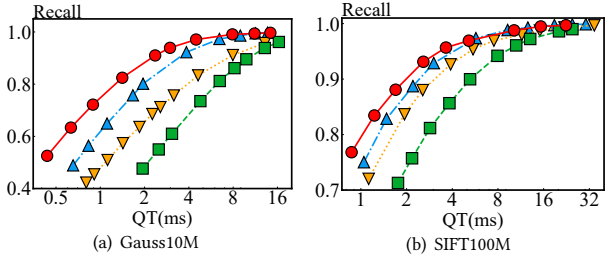 Recall
1.0
0.8
0.6
0.4
0.5 1 2 4 8 16
QT(ms)
(a) Gauss10M
Recall
1.0
0.9
0.8
0.7
1 2 4 8 16 32
QT(ms)
(b) SIFT100M